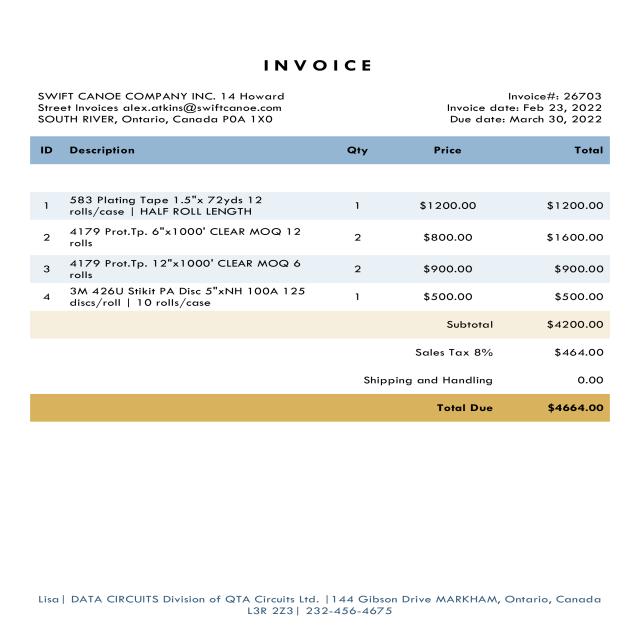 INVOICE
SWIFT CANOE COMPANY INC. 14 Howard
Street Invoices alex.atkins@swiftcanoe.com
SOUTH RIVER, Ontario, Canada P0A 1X0
Invoice#: 26703
Invoice date: Feb 23, 2022
Due date: March 30, 2022
ID Description Qty Price Total
1 583 Plating Tape 1.5"x 72yds 12 rolls/case | HALF ROLL LENGTH 1 $1200.00 $1200.00
2 4179 Prot.Tp. 6"x1000' CLEAR MOQ 12 rolls 2 $800.00 $1600.00
3 4179 Prot.Tp. 12"x1000' CLEAR MOQ 6 rolls 2 $900.00 $900.00
4 3M 426U Stikit PA Disc 5"xNH 100A 125 discs/roll | 10 rolls/case 1 $500.00 $500.00
Subtotal $4200.00
Sales Tax 8% $464.00
Shipping and Handling 0.00
Total Due $4664.00
Lisa| DATA CIRCUITS Division of QTA Circuits Ltd. |144 Gibson Drive MARKHAM, Ontario, Canada
L3R 2Z3| 232-456-4675